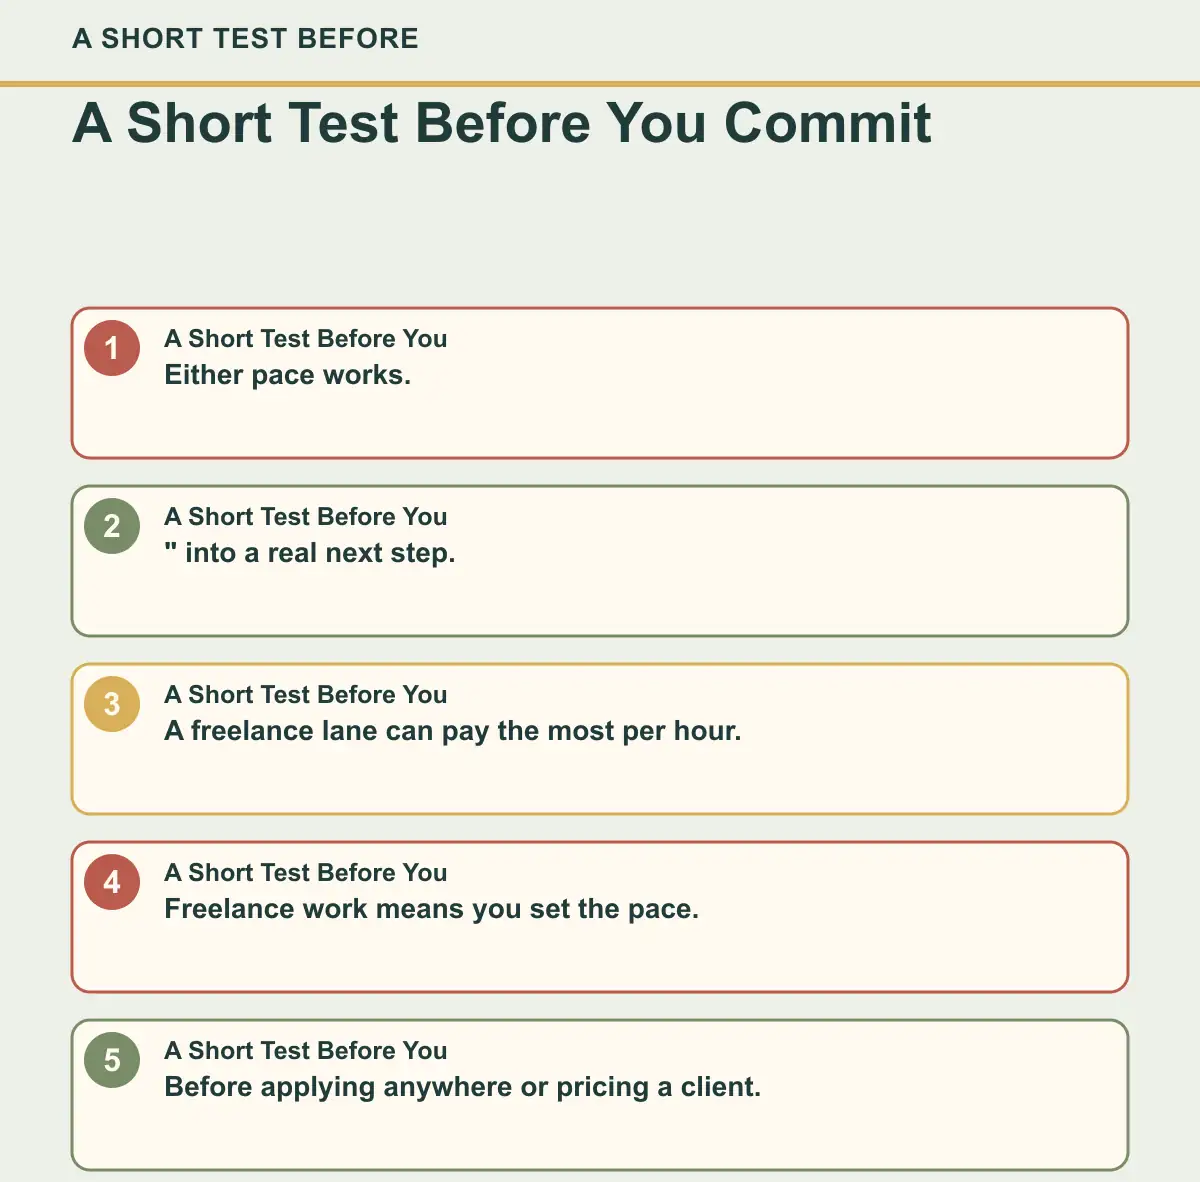 A SHORT TEST BEFORE
A Short Test Before You Commit
1
A Short Test Before You
Either pace works.
2
A Short Test Before You
" into a real next step.
3
A Short Test Before You
A freelance lane can pay the most per hour.
4
A Short Test Before You
Freelance work means you set the pace.
5
A Short Test Before You
Before applying anywhere or pricing a client.